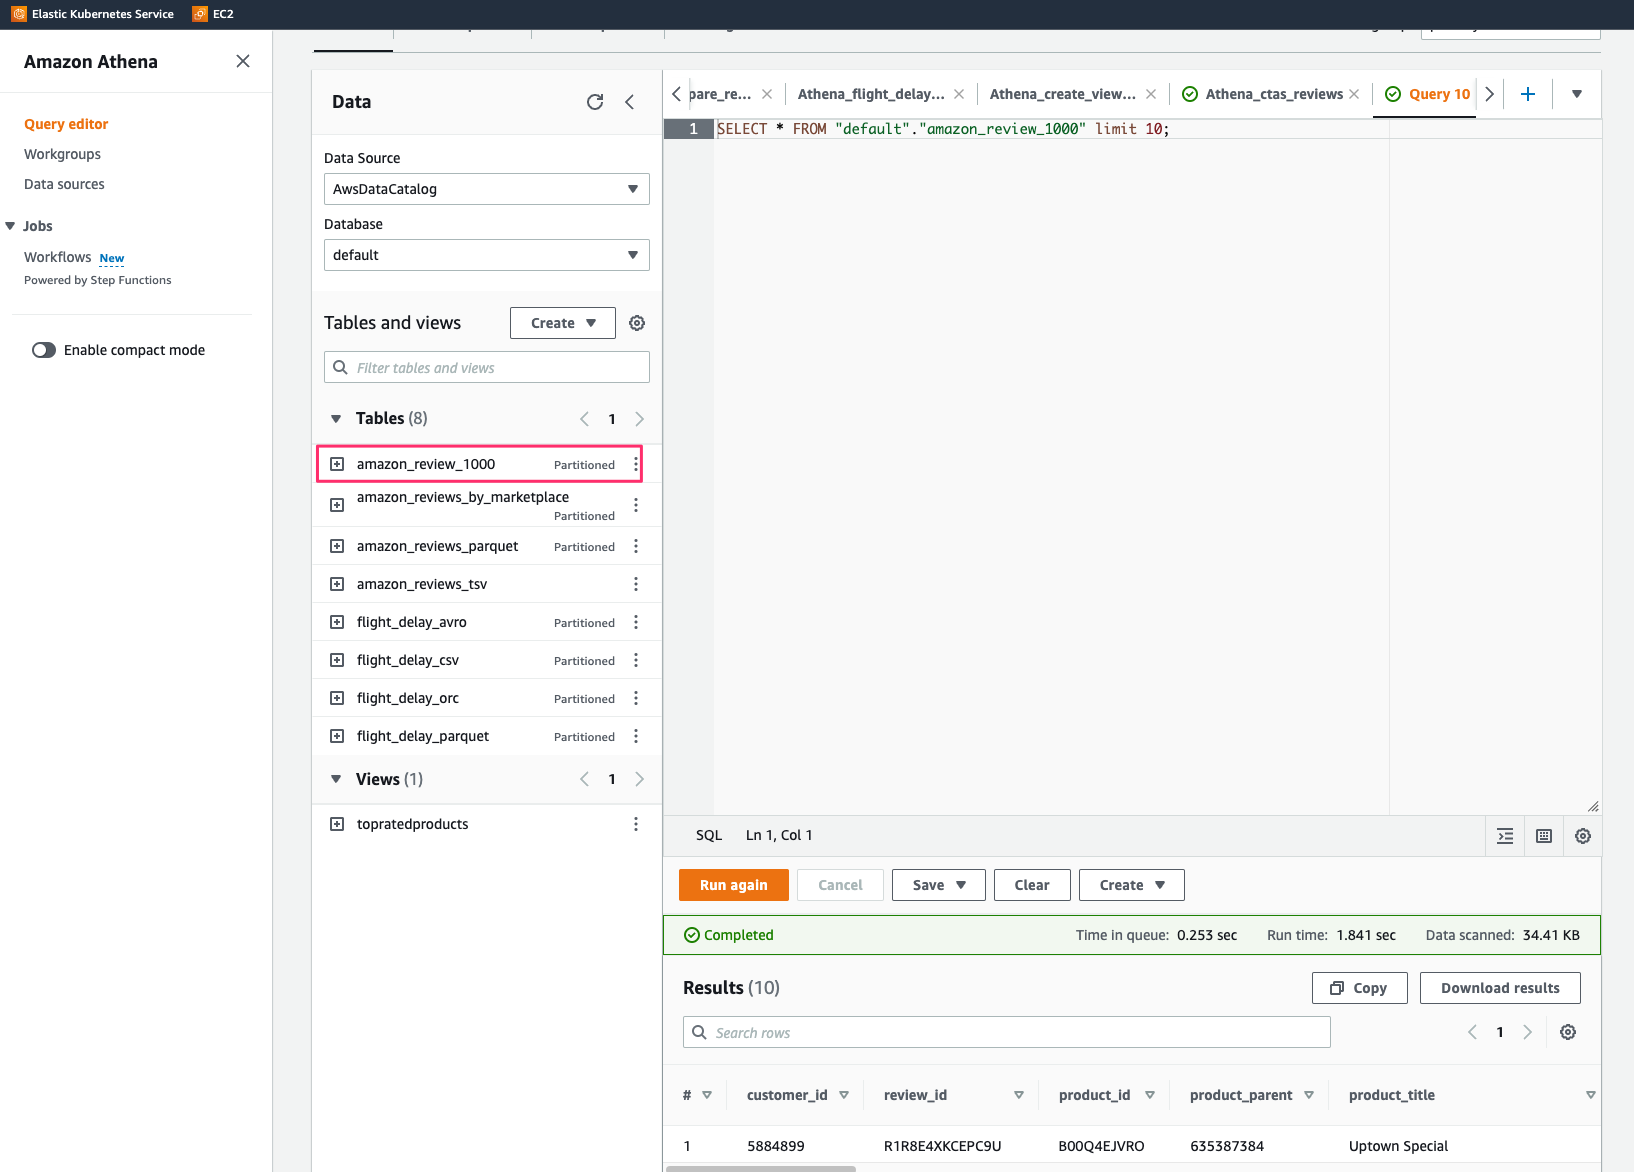 Elastic Kubernetes Service EC2
Amazon Athena
Query editor
Workgroups
Data sources
Jobs
Workflows New
Powered by Step Functions
Enable compact mode
Data
Data Source
AwsDataCatalog
Database
default
Tables and views Create
Filter tables and views
Tables (8) 1
amazon_review_1000 Partitioned
amazon_reviews_by_marketplace
Partitioned
amazon_reviews_parquet Partitioned
amazon_reviews_tsv
flight_delay_avro Partitioned
flight_delay_csv Partitioned
flight_delay_orc Partitioned
flight_delay_parquet Partitioned
Views (1) 1
topratedproducts
pare_re... Athena_flight_delay... Athena_create_view... Athena_ctas_reviews Query 10
1 SELECT * FROM "default"."amazon_review_1000" limit 10;
SQL Ln 1, Col 1
Run again Cancel Save Clear Create
Completed Time in queue: 0.253 sec Run time: 1.841 sec Data scanned: 34.41 KB
Results (10) Copy Download results
Search rows 1
# customer_id review_id product_id product_parent product_title
1 5884899 R1R8E4XKCEPC9U B00Q4EJVRO 635387384 Uptown Special